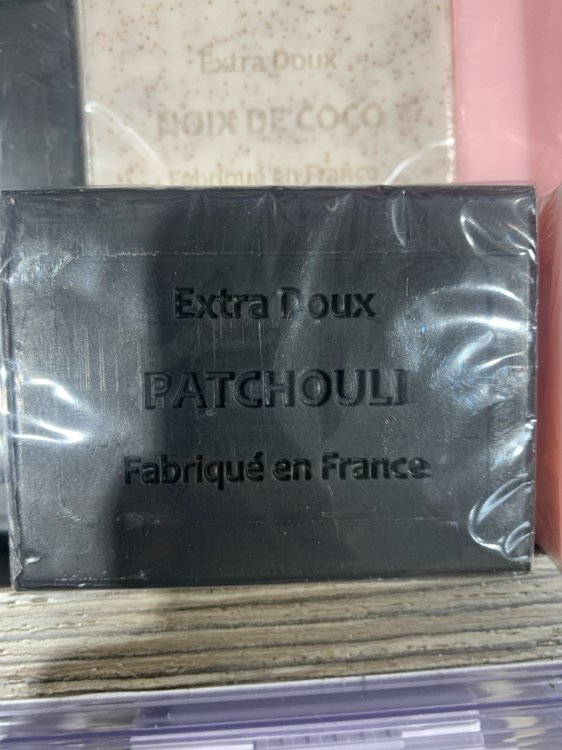 Extra Doux
NOIX DE COCO
Fabriqué en France
Extra Doux
PATCHOULI
Fabriqué en France